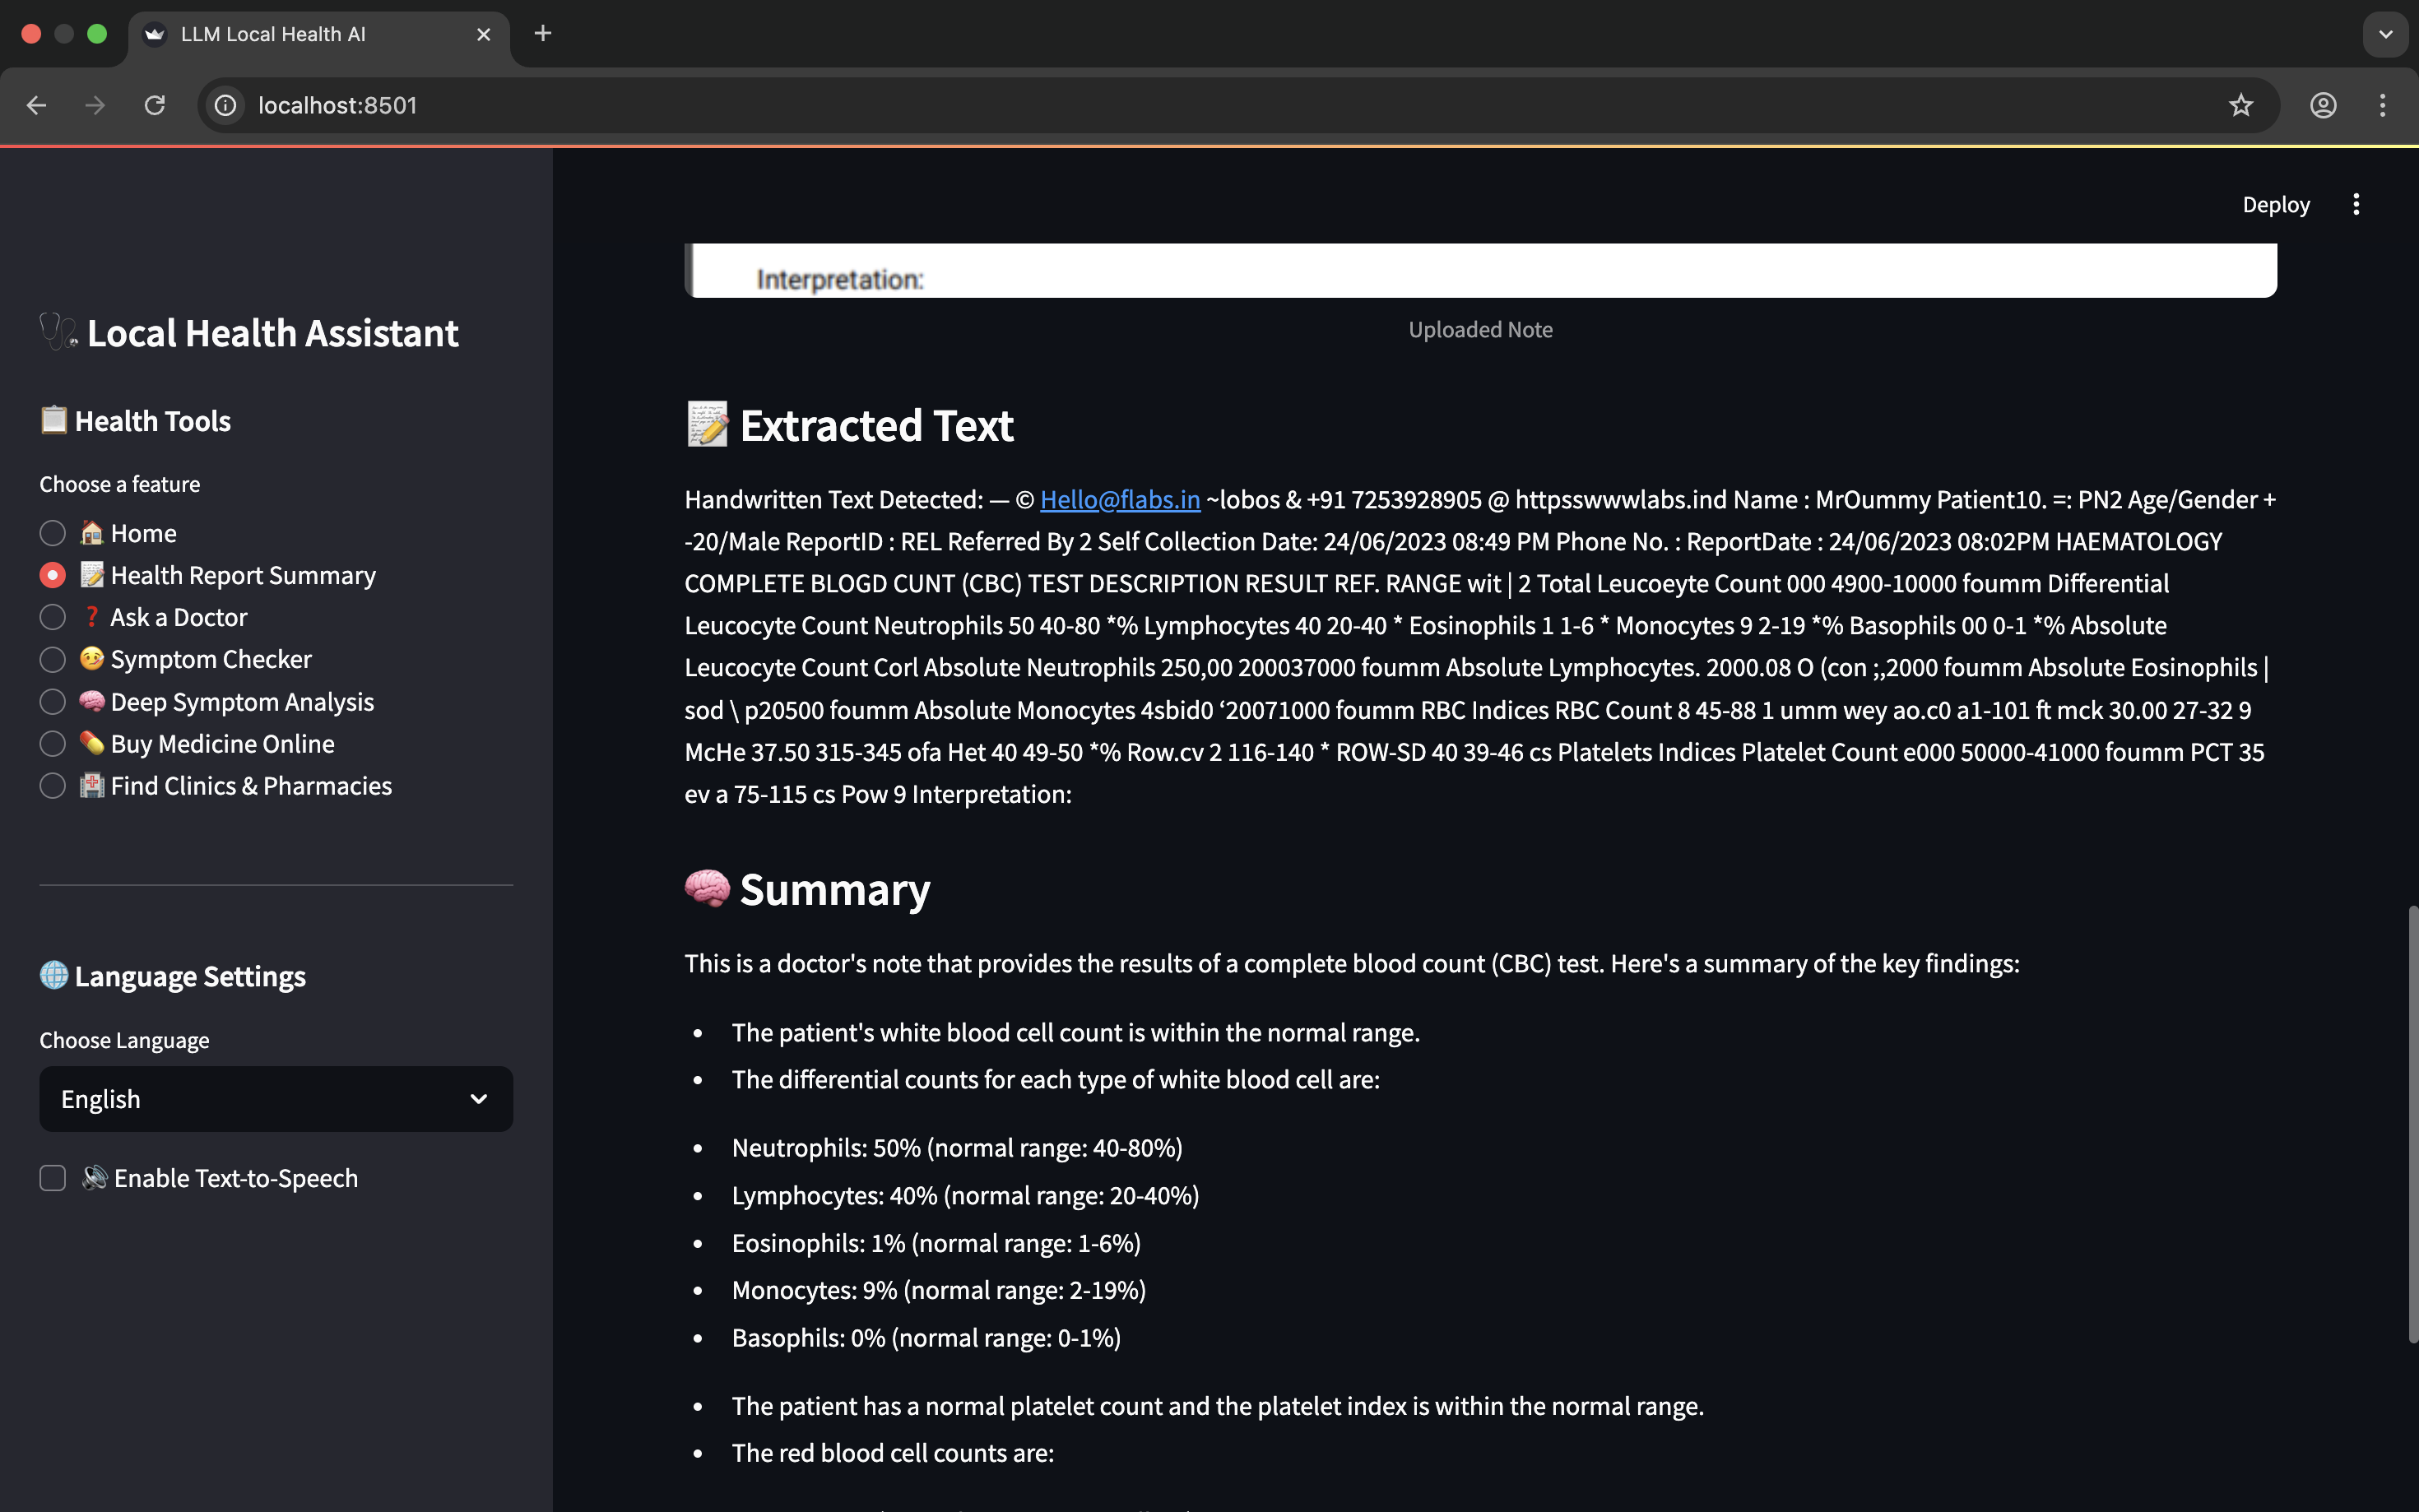 LLM Local Health AI
localhost:8501
Deploy
Local Health Assistant
Health Tools
Choose a feature
Home
Health Report Summary
Ask a Doctor
Symptom Checker
Deep Symptom Analysis
Buy Medicine Online
Find Clinics & Pharmacies
Language Settings
Choose Language
English
Enable Text-to-Speech
Interpretation:
Uploaded Note
Extracted Text
Handwritten Text Detected: — © Hello@flabs.in ~lobos & +91 7253928905 @ httpsswwwlabs.ind Name : MrOummy Patient10. =: PN2 Age/Gender +
-20/Male ReportID : REL Referred By 2 Self Collection Date: 24/06/2023 08:49 PM Phone No. : ReportDate : 24/06/2023 08:02PM HAEMATOLOGY
COMPLETE BLOGD CUNT (CBC) TEST DESCRIPTION RESULT REF. RANGE wit | 2 Total Leucoeyte Count 000 4900-10000 foumm Differential
Leucocyte Count Neutrophils 50 40-80 *% Lymphocytes 40 20-40 * Eosinophils 1 1-6 * Monocytes 9 2-19 *% Basophils 00 0-1 *% Absolute
Leucocyte Count Corl Absolute Neutrophils 250,00 200037000 foumm Absolute Lymphocytes. 2000.08 O (con ;,,2000 foumm Absolute Eosinophils |
sod \ p20500 foumm Absolute Monocytes 4sbid0 ‘20071000 foumm RBC Indices RBC Count 8 45-88 1 umm wey ao.c0 a1-101 ft mck 30.00 27-32 9
McHe 37.50 315-345 ofa Het 40 49-50 *% Row.cv 2 116-140 * ROW-SD 40 39-46 cs Platelets Indices Platelet Count e000 50000-41000 foumm PCT 35
ev a 75-115 cs Pow 9 Interpretation:
Summary
This is a doctor's note that provides the results of a complete blood count (CBC) test. Here's a summary of the key findings:
• The patient's white blood cell count is within the normal range.
• The differential counts for each type of white blood cell are:
• Neutrophils: 50% (normal range: 40-80%)
• Lymphocytes: 40% (normal range: 20-40%)
• Eosinophils: 1% (normal range: 1-6%)
• Monocytes: 9% (normal range: 2-19%)
• Basophils: 0% (normal range: 0-1%)
• The patient has a normal platelet count and the platelet index is within the normal range.
• The red blood cell counts are: